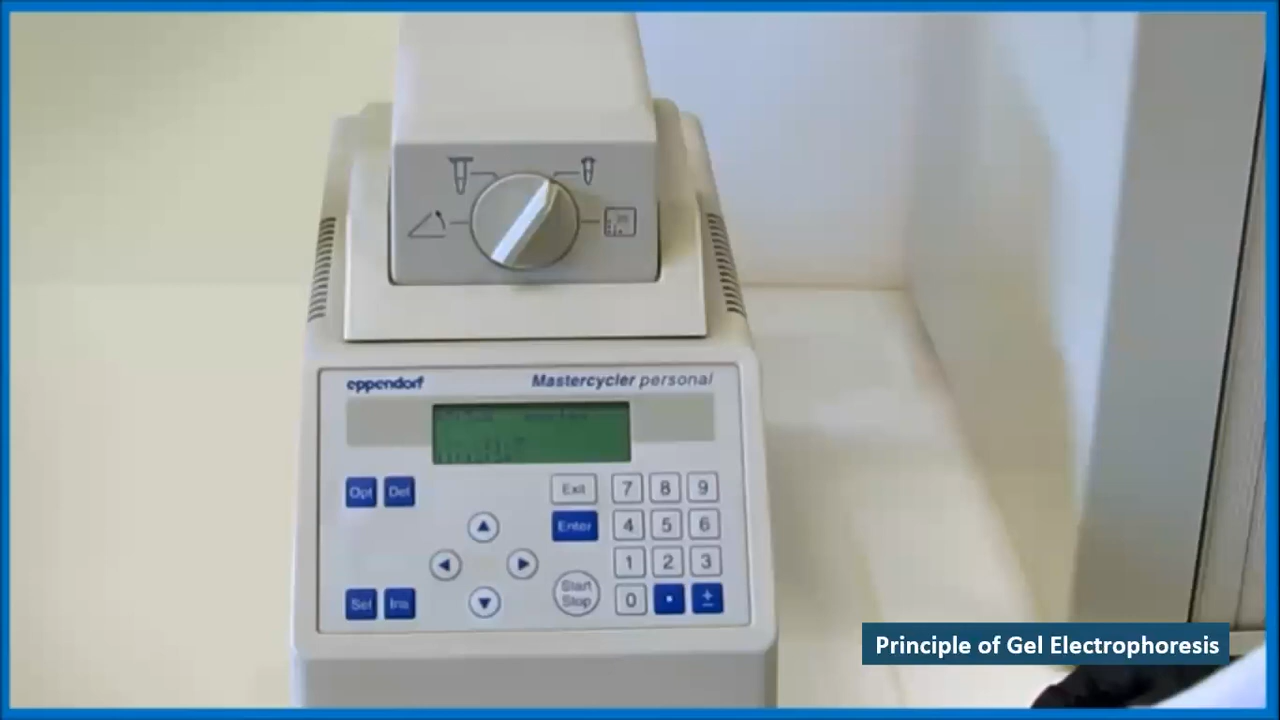 eppendorf
Mastercycler personal
Opt Del
Exit 7 8 9
Enter 4 5 6
1 2 3
Sel Ins
Start
Stop
0 . ±
Principle of Gel Electrophoresis